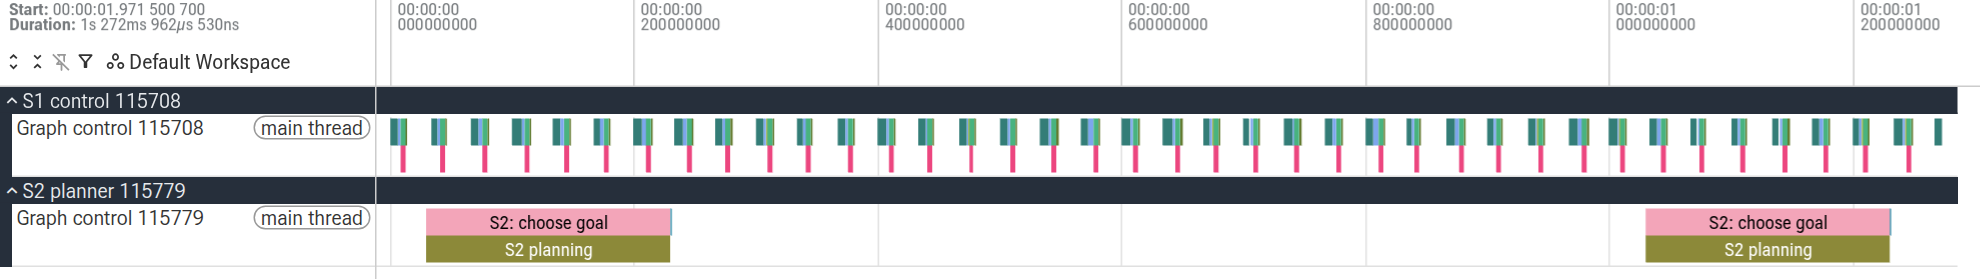 Start: 00:00:01.971 500 700
Duration: 1s 272ms 962µs 530ns
00:00:00 00:00:00 00:00:00 00:00:00 00:00:00 00:00:01 00:00:01
000000000 200000000 400000000 600000000 800000000 000000000 200000000
Default Workspace
S1 control 115708
Graph control 115708 main thread
S2 planner 115779
Graph control 115779 main thread
S2: choose goal S2: choose goal
S2 planning S2 planning